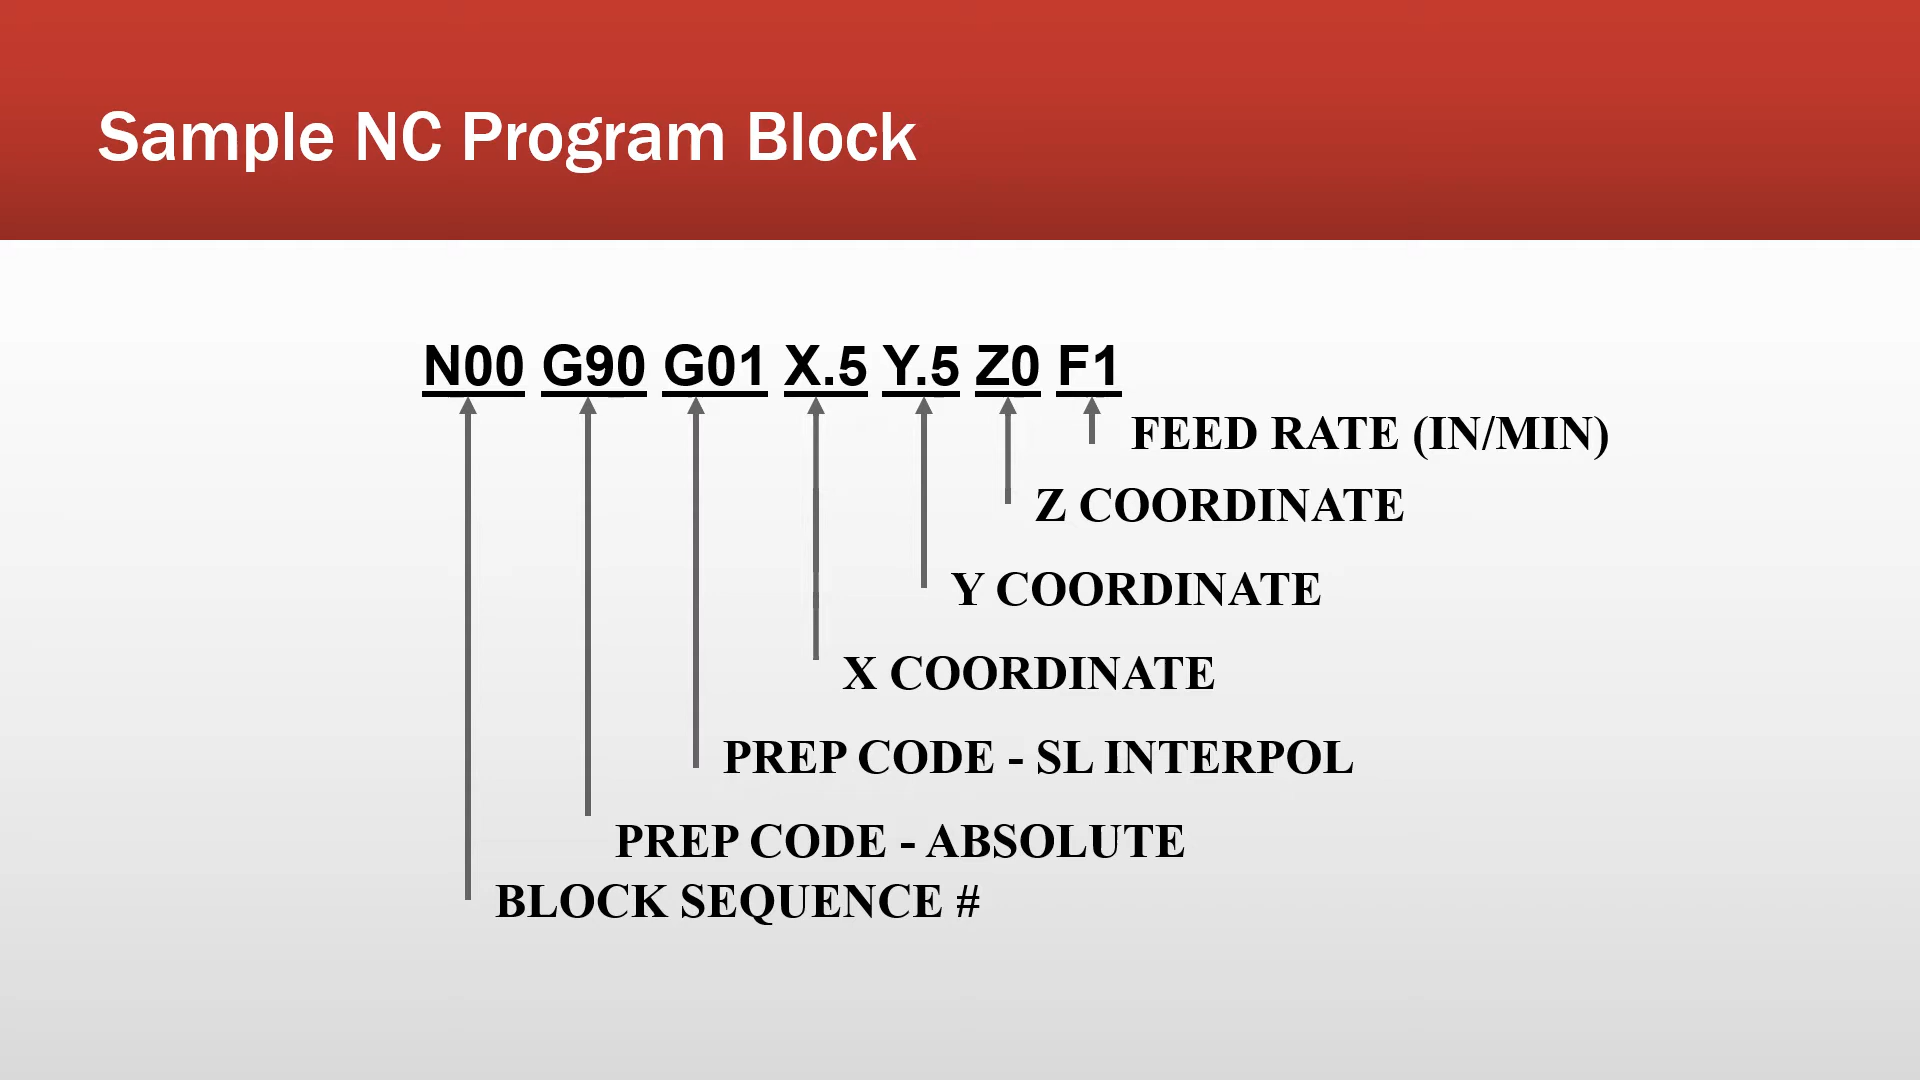 Sample NC Program Block
N00 G90 G01 X.5 Y.5 Z0 F1
FEED RATE (IN/MIN)
Z COORDINATE
Y COORDINATE
X COORDINATE
PREP CODE - SL INTERPOL
PREP CODE - ABSOLUTE
BLOCK SEQUENCE #